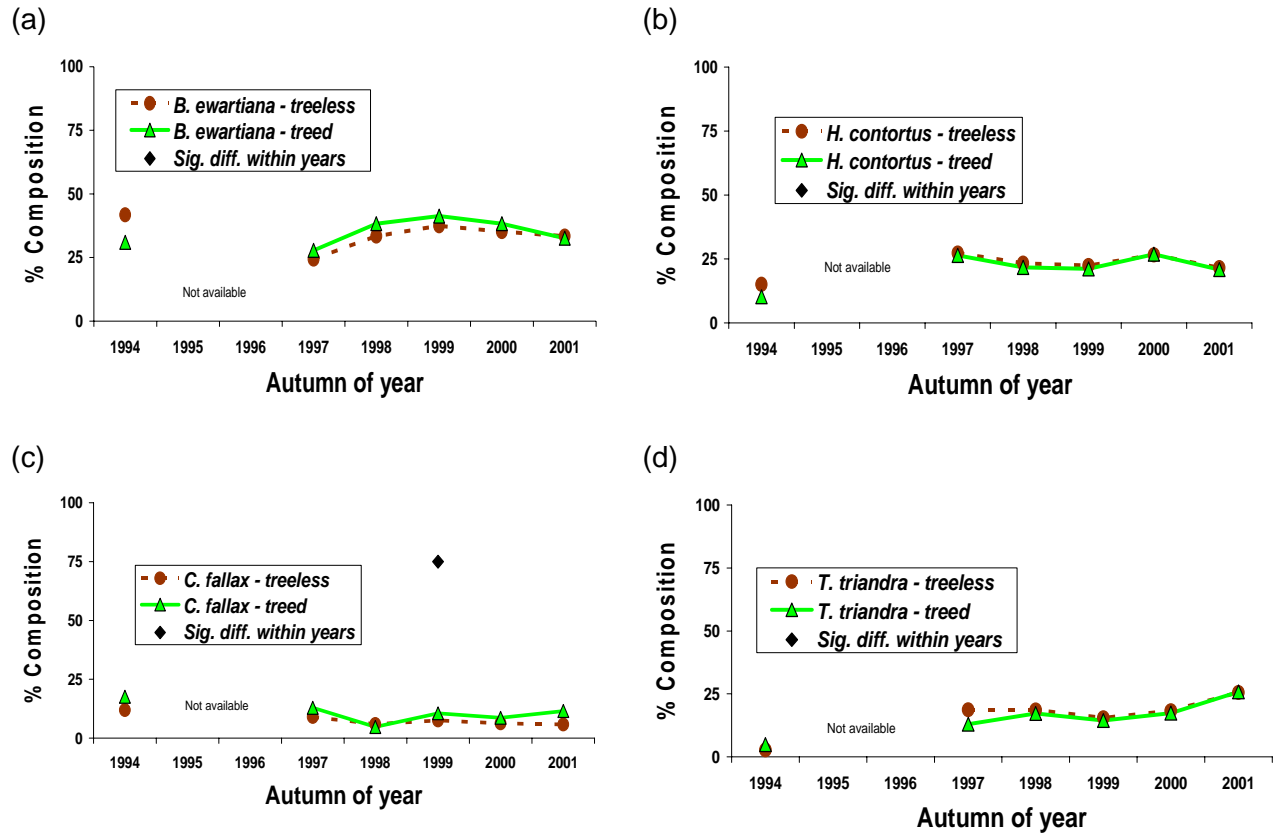 (a)
% Composition
100
75
50
25
0
B. ewartiana - treeless
B. ewartiana - treed
Sig. diff. within years
Not available
1994 1995 1996 1997 1998 1999 2000 2001
Autumn of year
(b)
% Composition
100
75
50
25
0
H. contortus - treeless
H. contortus - treed
Sig. diff. within years
Not available
1994 1995 1996 1997 1998 1999 2000 2001
Autumn of year
(c)
% Composition
100
75
50
25
0
C. fallax - treeless
C. fallax - treed
Sig. diff. within years
Not available
1994 1995 1996 1997 1998 1999 2000 2001
Autumn of year
(d)
% Composition
100
75
50
25
0
T. triandra - treeless
T. triandra - treed
Sig. diff. within years
Not available
1994 1995 1996 1997 1998 1999 2000 2001
Autumn of year